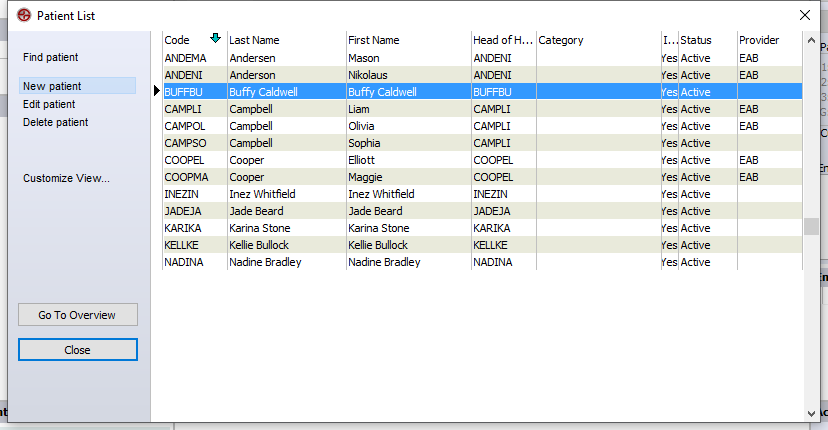 Patient List
Find patient
New patient
Edit patient
Delete patient
Customize View...
Go To Overview
Close
Code Last Name First Name Head of H... Category I... Status Provider
ANDEMA Andersen Mason ANDENI Yes Active EAB
ANDENI Anderson Nikolaus ANDENI Yes Active EAB
BUFFBU Buffy Caldwell Buffy Caldwell BUFFBU Yes Active
CAMPLI Campbell Liam CAMPLI Yes Active EAB
CAMPOL Campbell Olivia CAMPLI Yes Active EAB
CAMPSO Campbell Sophia CAMPLI Yes Active
COOPEL Cooper Elliott COOPEL Yes Active EAB
COOPMA Cooper Maggie COOPEL Yes Active EAB
INEZIN Inez Whitfield Inez Whitfield INEZIN Yes Active
JADEJA Jade Beard Jade Beard JADEJA Yes Active
KARIKA Karina Stone Karina Stone KARIKA Yes Active
KELLKE Kellie Bullock Kellie Bullock KELLKE Yes Active
NADINA Nadine Bradley Nadine Bradley NADINA Yes Active